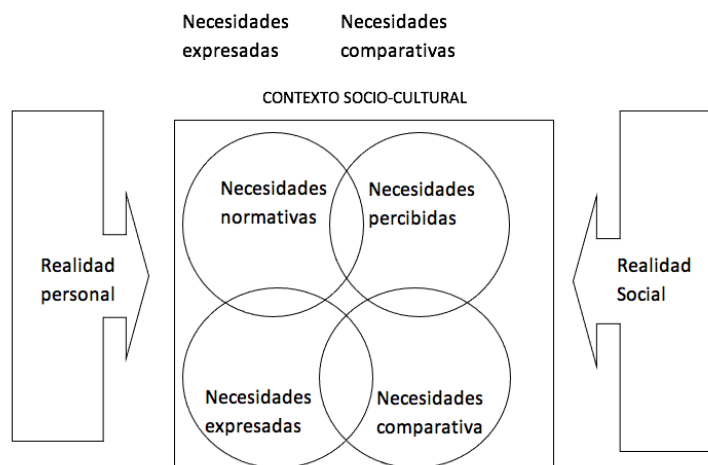 Necesidades
expresadas
Necesidades
comparativas
CONTEXTO SOCIO-CULTURAL
Necesidades
normativas
Necesidades
percibidas
Realidad
personal
Realidad
Social
Necesidades
expresadas
Necesidades
comparativa